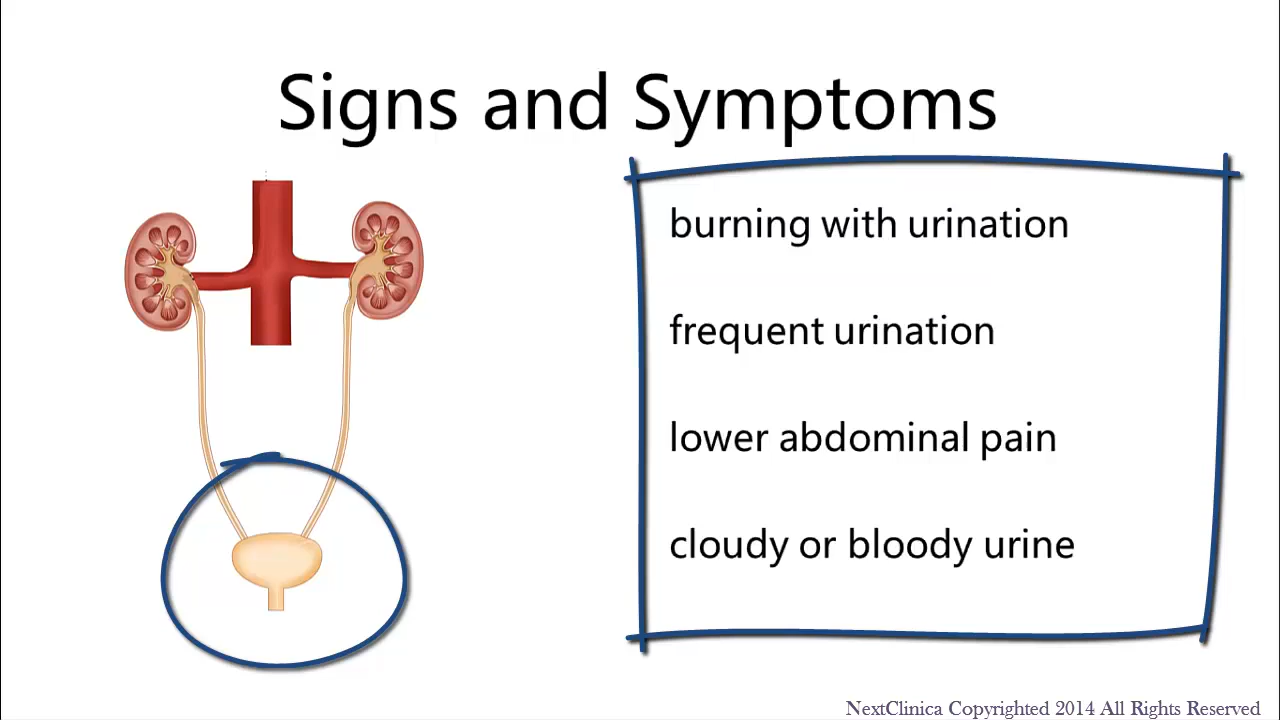 Signs and Symptoms
burning with urination
frequent urination
lower abdominal pain
cloudy or bloody urine
NextClinica Copyrighted 2014 All Rights Reserved